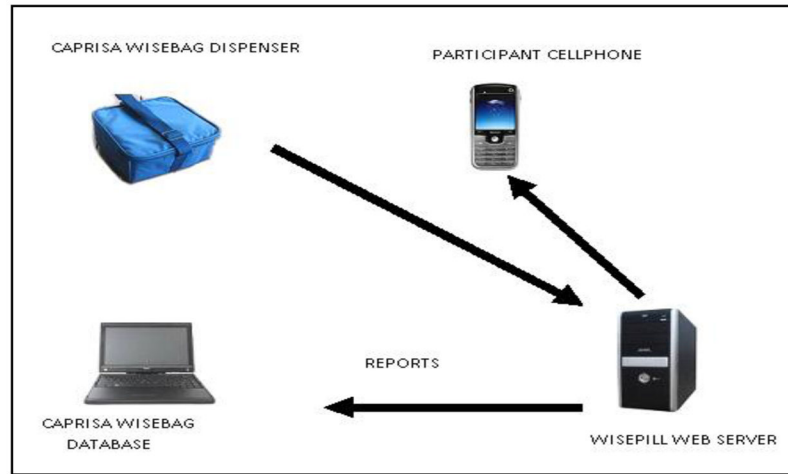 CAPRISA WISEBAG DISPENSER
PARTICIPANT CELLPHONE
REPORTS
CAPRISA WISEBAG
DATABASE
WISEPILL WEB SERVER